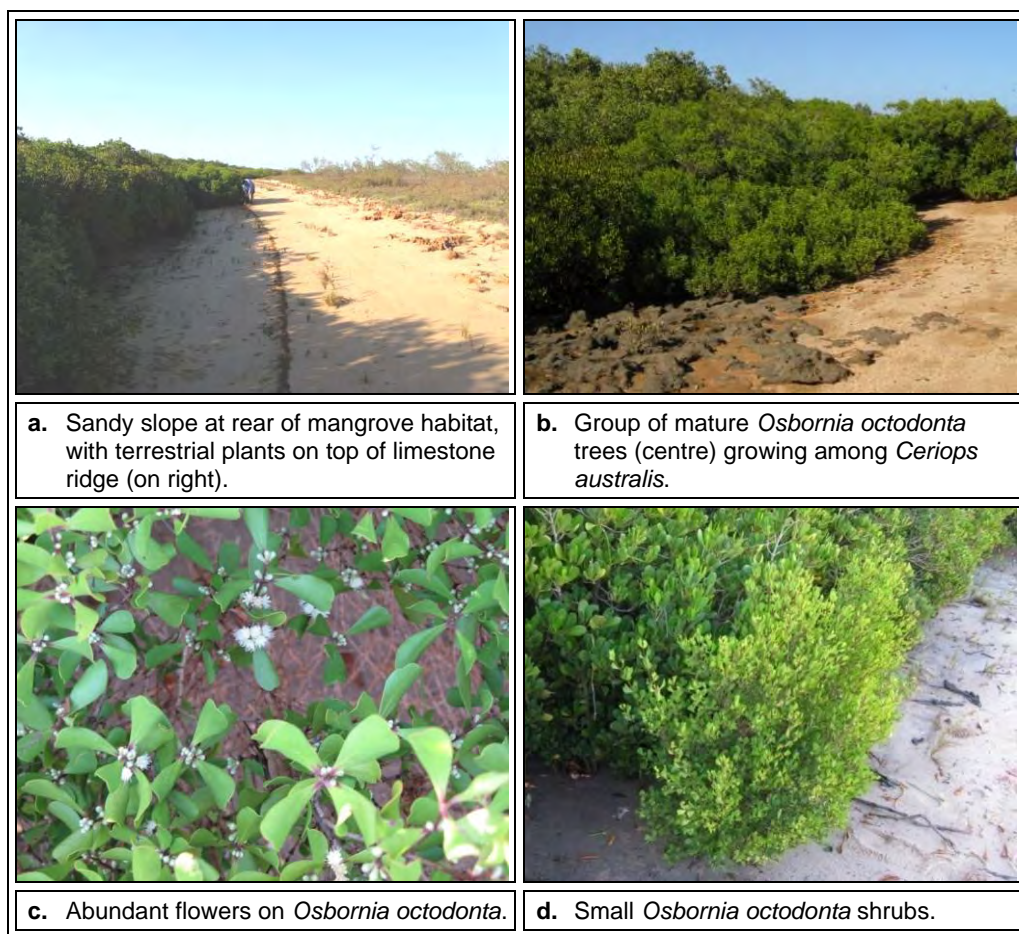 a. Sandy slope at rear of mangrove habitat,
with terrestrial plants on top of limestone
ridge (on right).
b. Group of mature Osbornia octodonta
trees (centre) growing among Ceriops
australis.
c. Abundant flowers on Osbornia octodonta.
d. Small Osbornia octodonta shrubs.